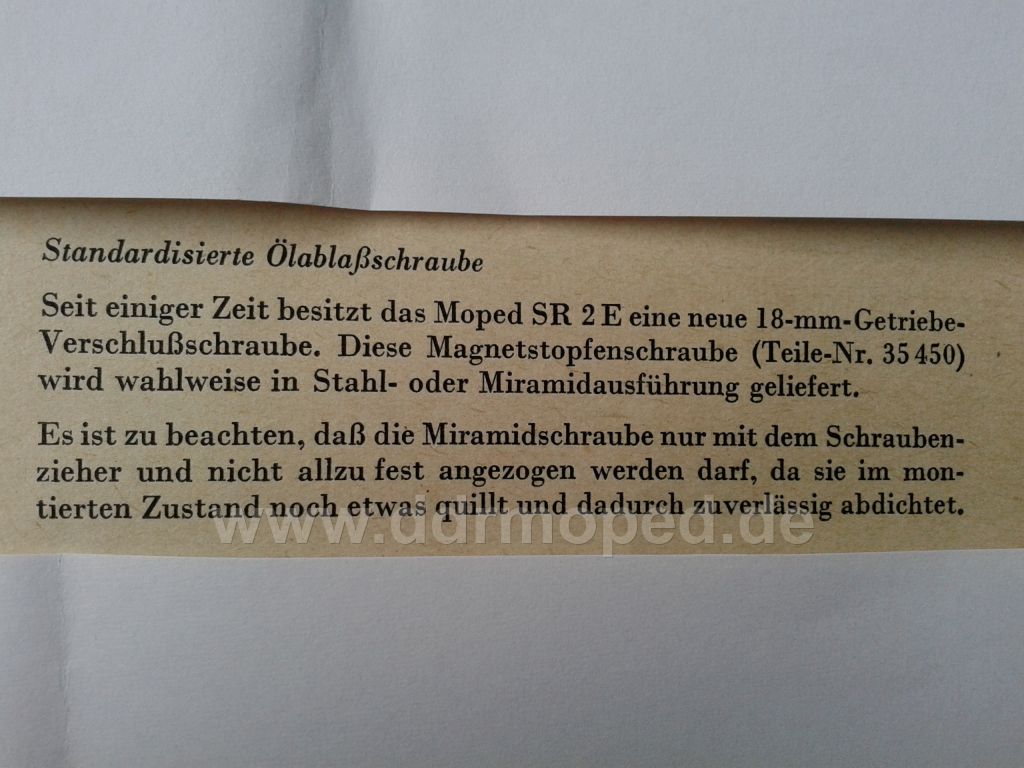 Standardisierte Ölablaßschraube
Seit einiger Zeit besitzt das Moped SR 2 E eine neue 18-mm-Getriebe-
Verschlußschraube. Diese Magnetstopfenschraube (Teile-Nr. 35 450)
wird wahlweise in Stahl- oder Miramidausführung geliefert.
Es ist zu beachten, daß die Miramidschraube nur mit dem Schrauben-
zieher und nicht allzu fest angezogen werden darf, da sie im mon-
tierten Zustand noch etwas quillt und dadurch zuverlässig abdichtet.
www.ddrmoped.de